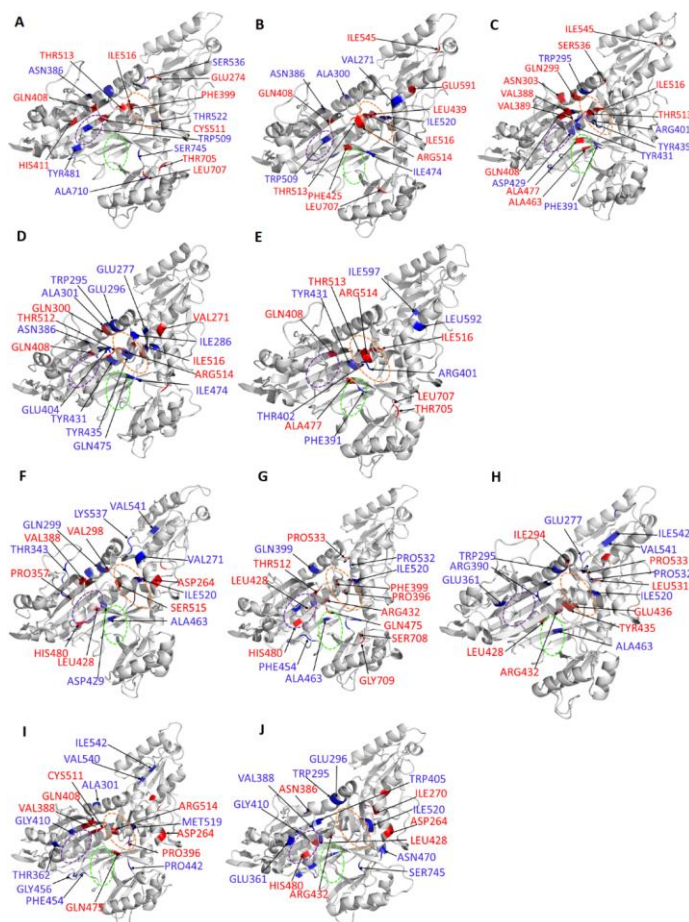 A
THR513
ILE516
SER536
ASN386
GLU274
GLN408
PHE399
THR522
CYS511
TRP509
HIS411
SER745
THR705
TYR481
LEU707
ALA710
B
ILE545
VAL271
ASN386
ALA300
GLU591
GLN408
LEU439
ILE520
ILE516
ARG514
TRP509
ILE474
THR513
PHE425
LEU707
C
ILE545
SER536
TRP295
GLN299
ASN303
ILE516
VAL388
VAL389
THR513
ARG401
TYR435
TYR431
GLN408
ASP429
ALA477
ALA463
PHE391
D
GLU277
TRP295
GLU296
ALA301
GLN300
VAL271
THR512
ASN386
ILE286
GLN408
ILE516
ARG514
GLU404
ILE474
TYR431
TYR435
GLN475
E
THR513
ILE597
TYR431
ARG514
GLN408
LEU592
ILE516
ARG401
THR402
LEU707
ALA477
THR705
PHE391
F
LYS537
VAL541
GLN299
VAL298
VAL388
THR343
VAL271
PRO357
ASP264
ILE520
SER515
ALA463
HIS480
LEU428
ASP429
G
PRO533
GLN399
PRO532
THR512
ILE520
LEU428
PHE399
PRO396
ARG432
GLN475
HIS480
SER708
PHE454
ALA463
GLY709
H
GLU277
ILE294
ILE542
VAL541
TRP295
PRO533
ARG390
PRO532
GLU361
LEU531
ILE520
GLU436
TYR435
LEU428
ALA463
ARG432
I
ILE542
VAL540
CYS511
ALA301
GLN408
ARG514
VAL388
MET519
GLY410
ASP264
PRO396
THR362
PRO442
GLY456
PHE454
GLN475
J
GLU296
TRP295
TRP405
VAL388
ASN386
ILE270
GLY410
ILE520
ASP264
LEU428
GLU361
ASN470
HIS480
SER745
ARG432